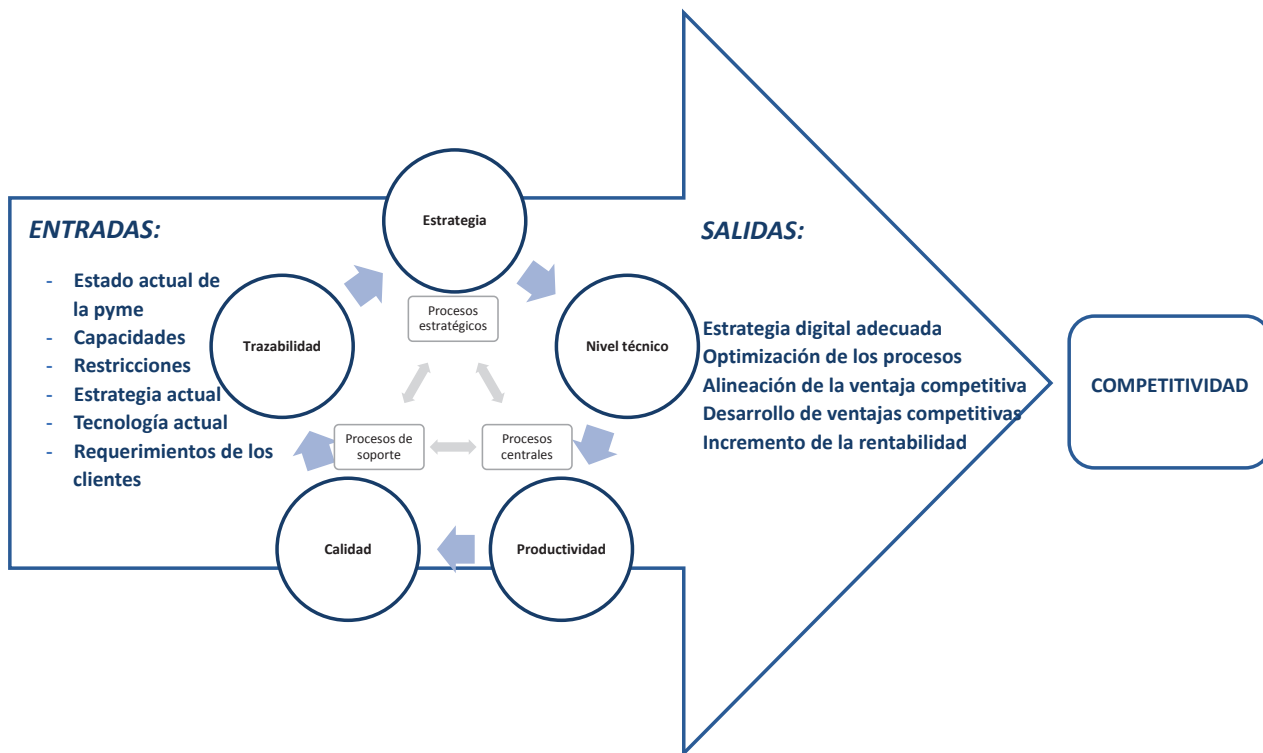 ENTRADAS:
- Estado actual de
la pyme
- Capacidades
- Restricciones
- Estrategia actual
- Tecnología actual
- Requerimientos de los
clientes
Estrategia
Trazabilidad
Procesos
estratégicos
Nivel técnico
Procesos de
soporte
Procesos
centrales
Calidad
Productividad
SALIDAS:
Estrategia digital adecuada
Optimización de los procesos
Alineación de la ventaja competitiva
Desarrollo de ventajas competitivas
Incremento de la rentabilidad
COMPETITIVIDAD